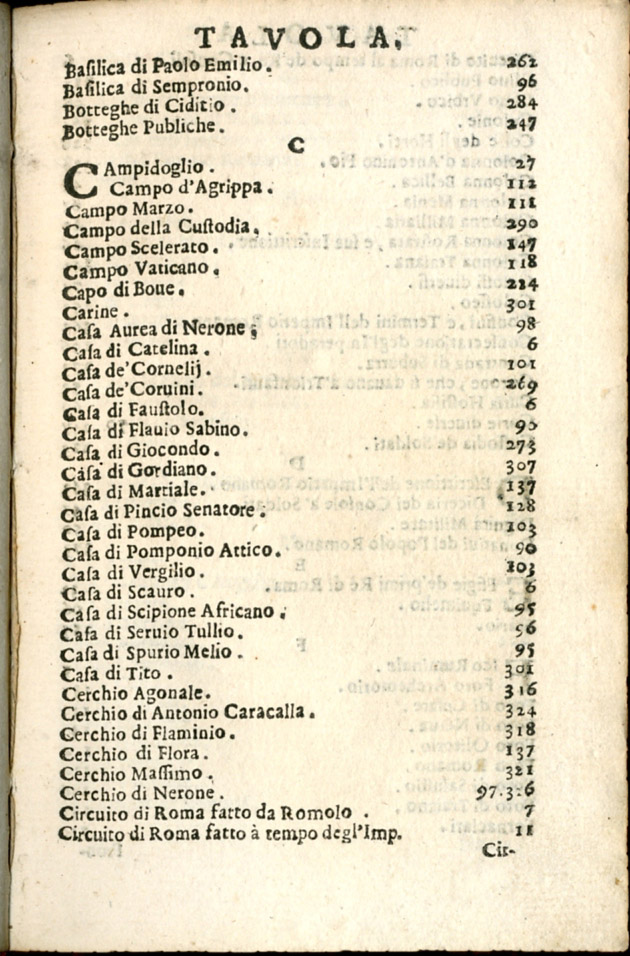 TAVOLA.
Baſilica di Paolo Emilio. 262
Baſilica di Sempronio. 96
Botteghe di Ciditio. 284
Botteghe Publiche. 247
C
CAmpidoglio. 27
Campo d'Agrippa. 112
Campo Marzo. 111
Campo della Cuſtodia. 290
Campo Scelerato. 147
Campo Vaticano. 118
Capo di Boue. 224
Carine. 301
Caſa Aurea di Nerone; 98
Caſa di Catelina. 6
Caſa de' Cornelij. 101
Caſa de' Coruini. 269
Caſa di Fauſtolo. 6
Caſa di Flauio Sabino. 90
Caſa di Giocondo. 273
Caſa di Gordiano. 307
Caſa di Martiale. 137
Caſa di Pincio Senatore. 128
Caſa di Pompeo. 103
Caſa di Pomponio Attico. 90
Caſa di Vergilio. 103
Caſa di Scauro. 6
Caſa di Scipione Africano. 95
Caſa di Seruio Tullio. 96
Caſa di Spurio Melio. 95
Caſa di Tito. 301
Cerchio Agonale. 316
Cerchio di Antonio Caracalla. 324
Cerchio di Flaminio. 318
Cerchio di Flora. 137
Cerchio Maſſimo. 321
Cerchio di Nerone. 97.326
Circuito di Roma fatto da Romolo. 7
Circuito di Roma fatto à tempo degl'Imp. 11
Cir-